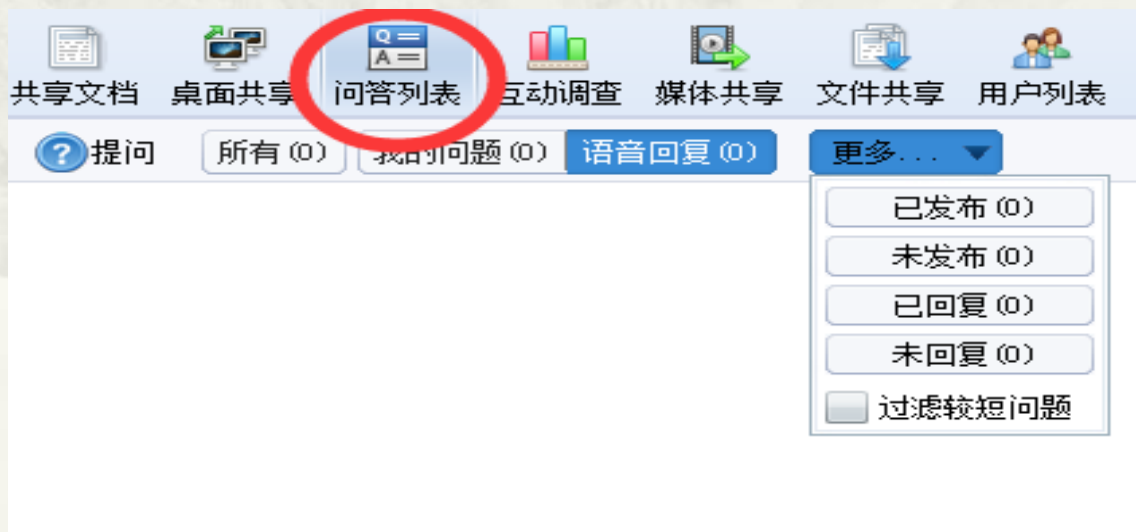 Q
A
共享文档 桌面共享 问答列表 互动调查 媒体共享 文件共享 用户列表
?提问 所有(0) 我的问题(0) 语音回复(0) 更多...
已发布(0)
未发布(0)
已回复(0)
未回复(0)
过滤较短问题